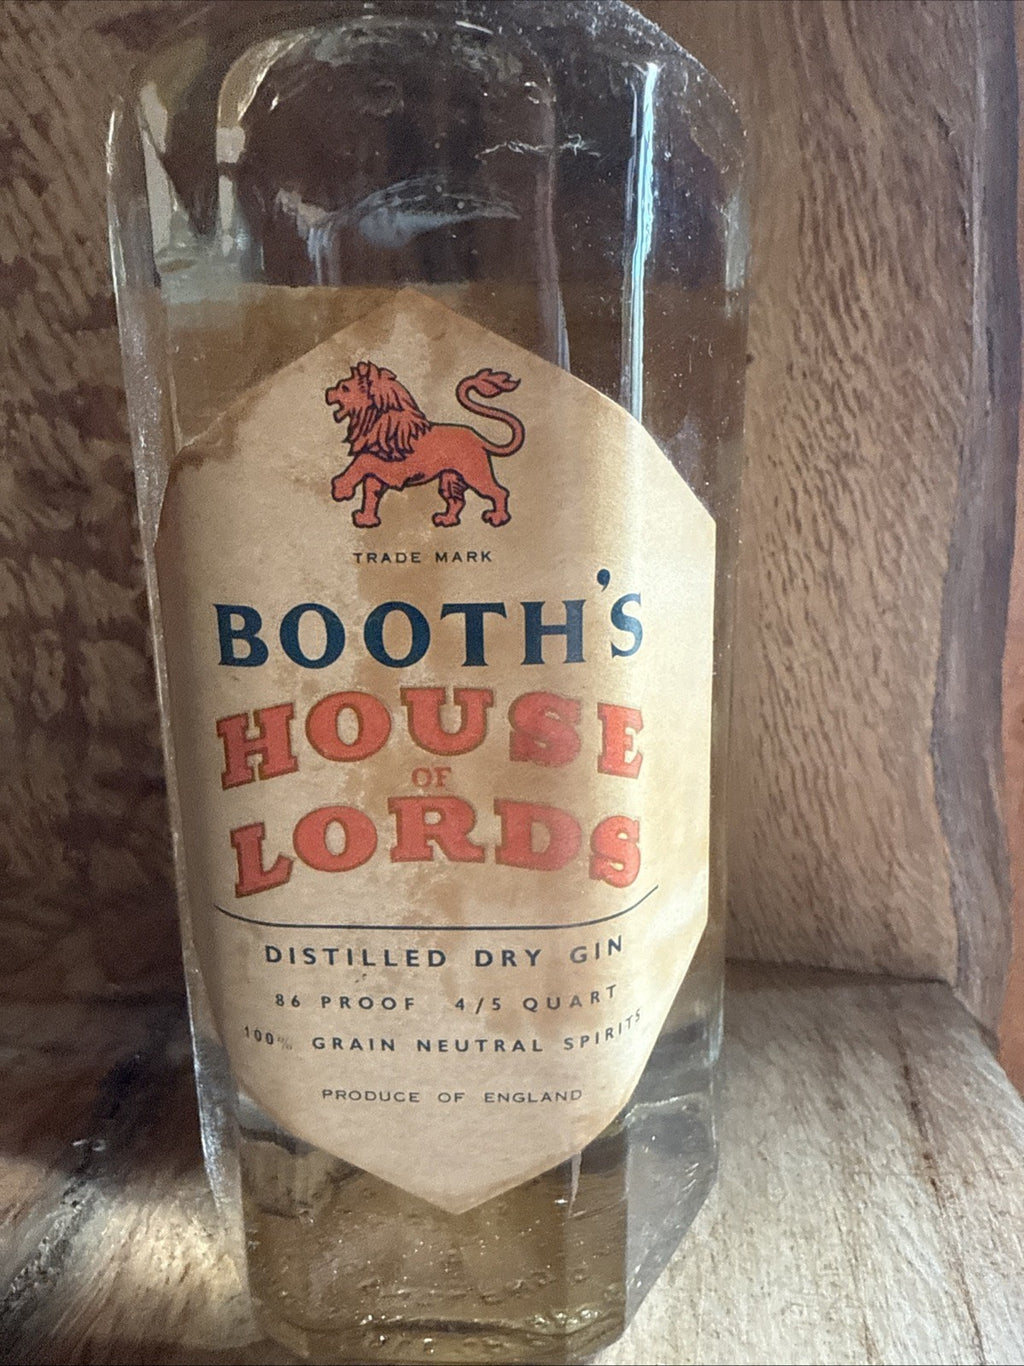 TRADE MARK
BOOTH'S
HOUSE
OF
LORDS
DISTILLED DRY GIN
86 PROOF 4/5 QUART
100% GRAIN NEUTRAL SPIRITS
PRODUCE OF ENGLAND